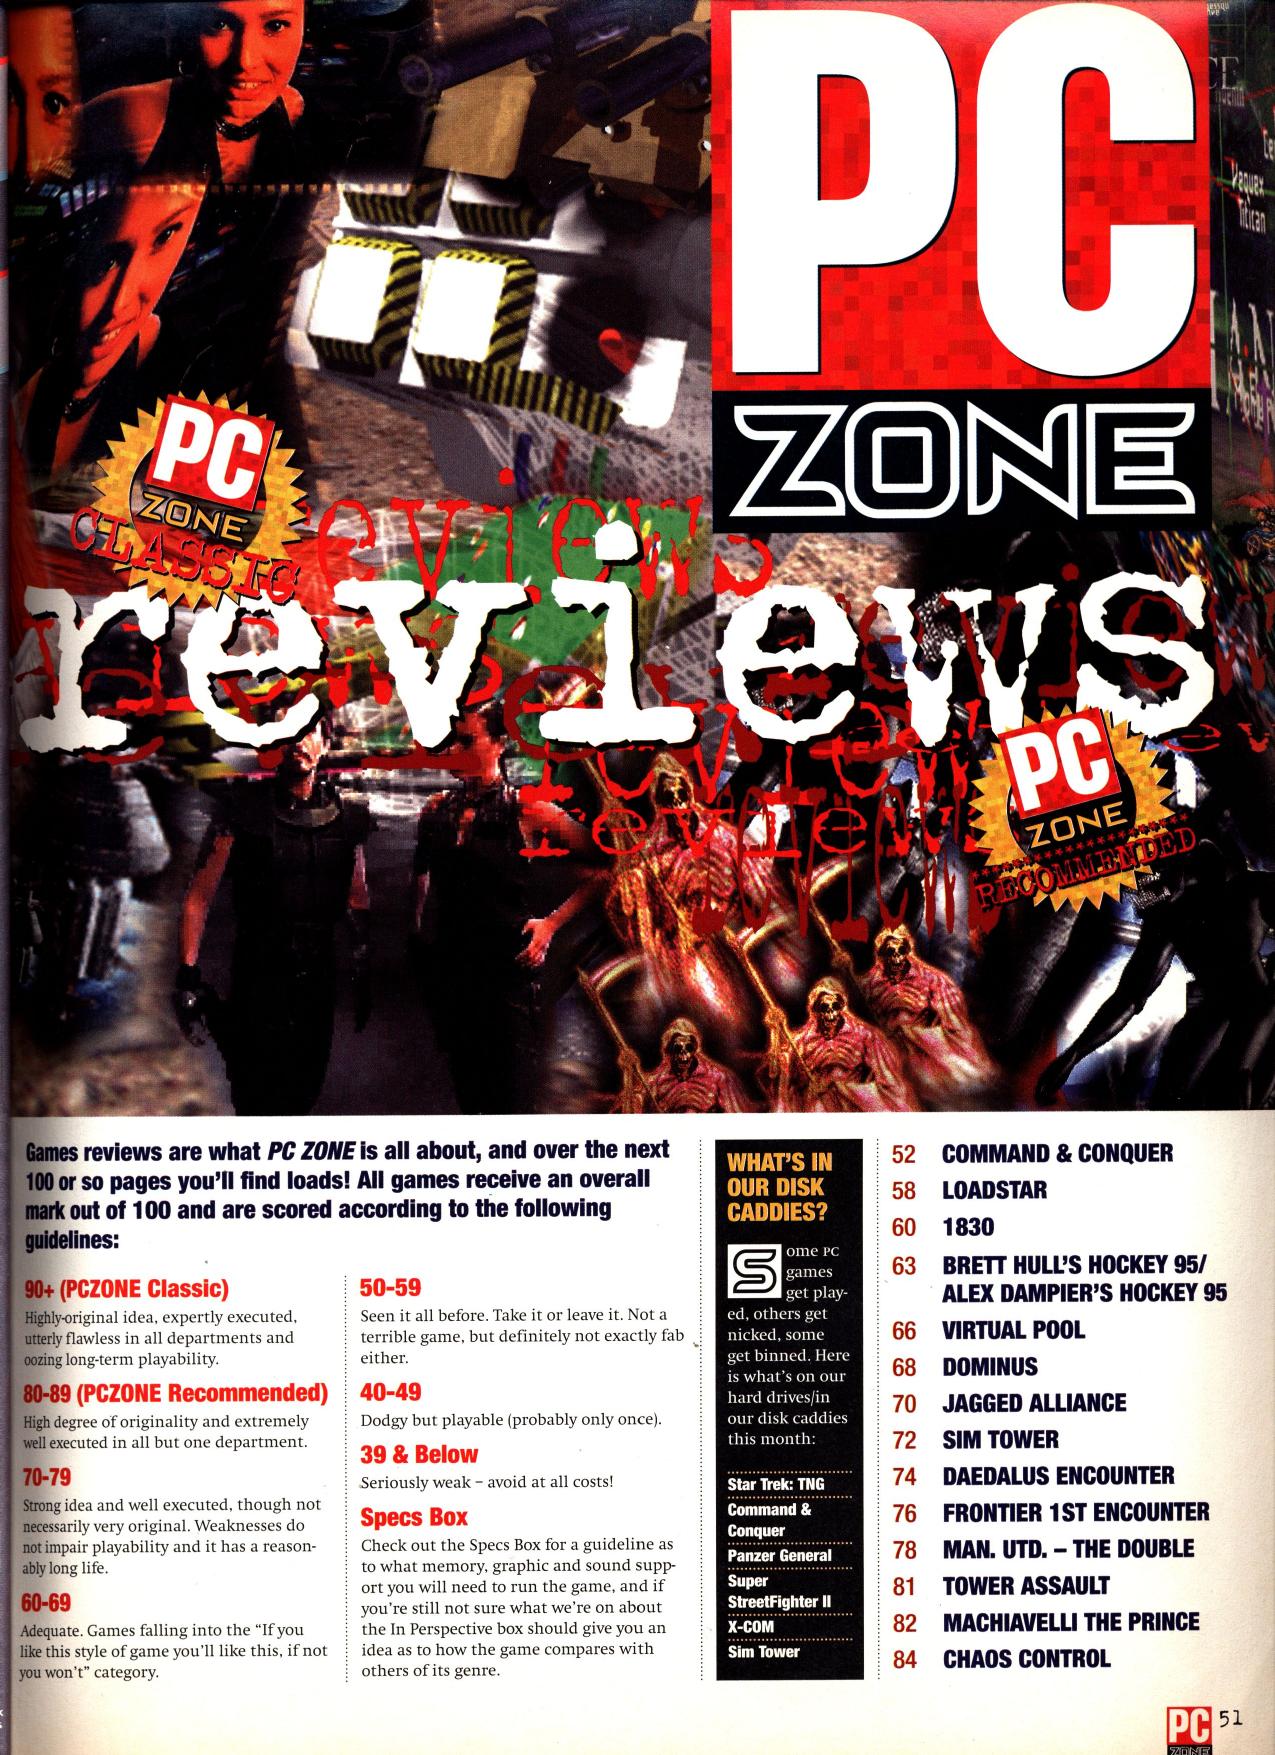 PC
ZONE
PC
ZONE
CLASSIC
reviews
reviews
PC
ZONE
RECOMMENDED
Vaquex
Titican
Games reviews are what PC ZONE is all about, and over the next
100 or so pages you'll find loads! All games receive an overall
mark out of 100 and are scored according to the following
guidelines:
90+ (PCZONE Classic)
Highly-original idea, expertly executed,
utterly flawless in all departments and
oozing long-term playability.
80-89 (PCZONE Recommended)
High degree of originality and extremely
well executed in all but one department.
70-79
Strong idea and well executed, though not
necessarily very original. Weaknesses do
not impair playability and it has a reason-
ably long life.
60-69
Adequate. Games falling into the “If you
like this style of game you'll like this, if not
you won't” category.
50-59
Seen it all before. Take it or leave it. Not a
terrible game, but definitely not exactly fab
either.
40-49
Dodgy but playable (probably only once).
39 & Below
Seriously weak – avoid at all costs!
Specs Box
Check out the Specs Box for a guideline as
to what memory, graphic and sound supp-
ort you will need to run the game, and if
you're still not sure what we're on about
the In Perspective box should give you an
idea as to how the game compares with
others of its genre.
WHAT'S IN
OUR DISK
CADDIES?
Some PC
games
get play-
ed, others get
nicked, some
get binned. Here
is what's on our
hard drives/in
our disk caddies
this month:
Star Trek: TNG
Command &
Conquer
Panzer General
Super
StreetFighter II
X-COM
Sim Tower
52 COMMAND & CONQUER
58 LOADSTAR
60 1830
63 BRETT HULL'S HOCKEY 95/
ALEX DAMPIER'S HOCKEY 95
66 VIRTUAL POOL
68 DOMINUS
70 JAGGED ALLIANCE
72 SIM TOWER
74 DAEDALUS ENCOUNTER
76 FRONTIER 1ST ENCOUNTER
78 MAN. UTD. – THE DOUBLE
81 TOWER ASSAULT
82 MACHIAVELLI THE PRINCE
84 CHAOS CONTROL
PC
ZONE
51